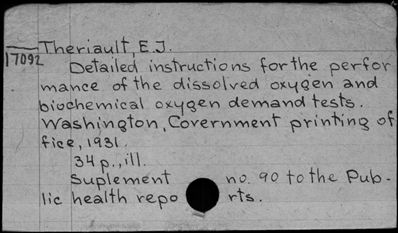 Theriault, E.J.
17092
Detailed instructions for the perfor
mance of the dissolved oxygen and
biochemical oxygen demand tests.
Washington, Covernment printing of
fice, 1931.
34 p., ill.
Suplement no. 90 to the Pub-
lic health repo rts.